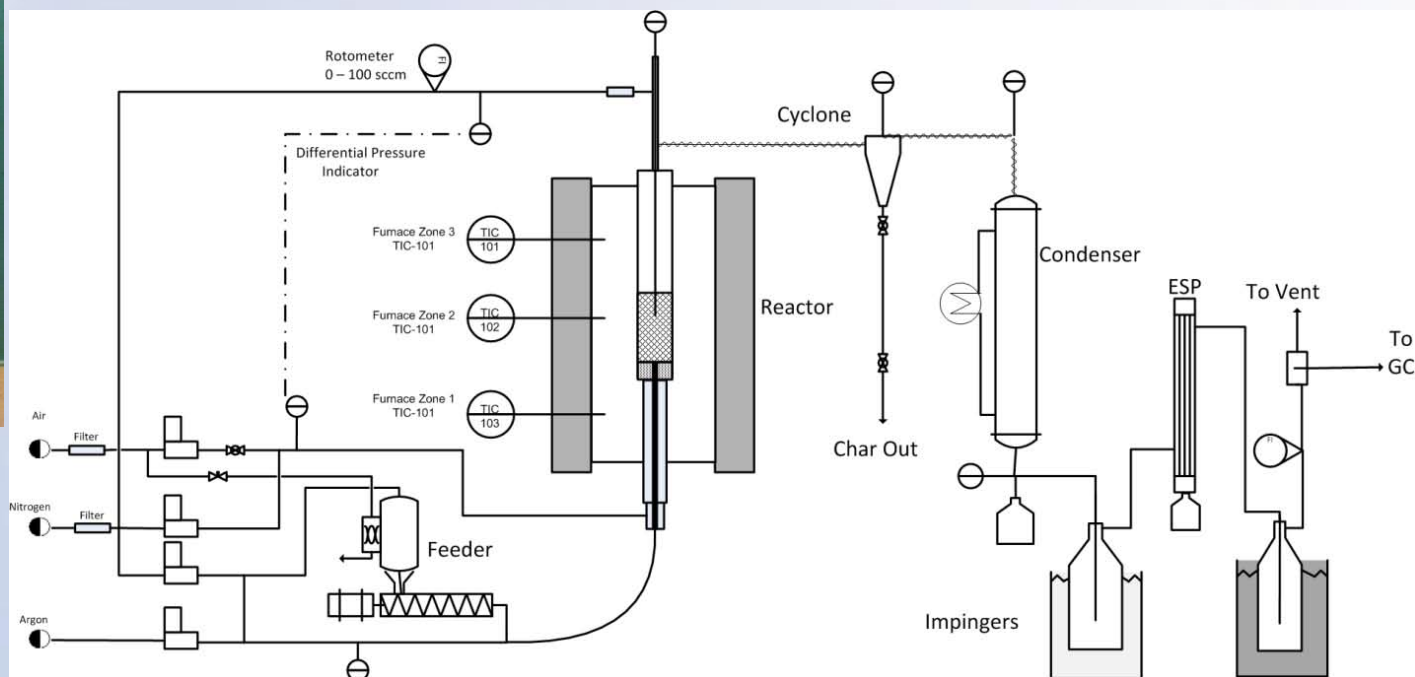 Rotometer
0 – 100 sccm
FI
Differential Pressure
Indicator
Cyclone
Furnace Zone 3
TIC-101
TIC
101
Furnace Zone 2
TIC-101
TIC
102
Furnace Zone 1
TIC-101
TIC
103
Reactor
Condenser
ESP
To Vent
To
GC
Char Out
FI
Air
Filter
Nitrogen
Filter
Feeder
Argon
Impingers